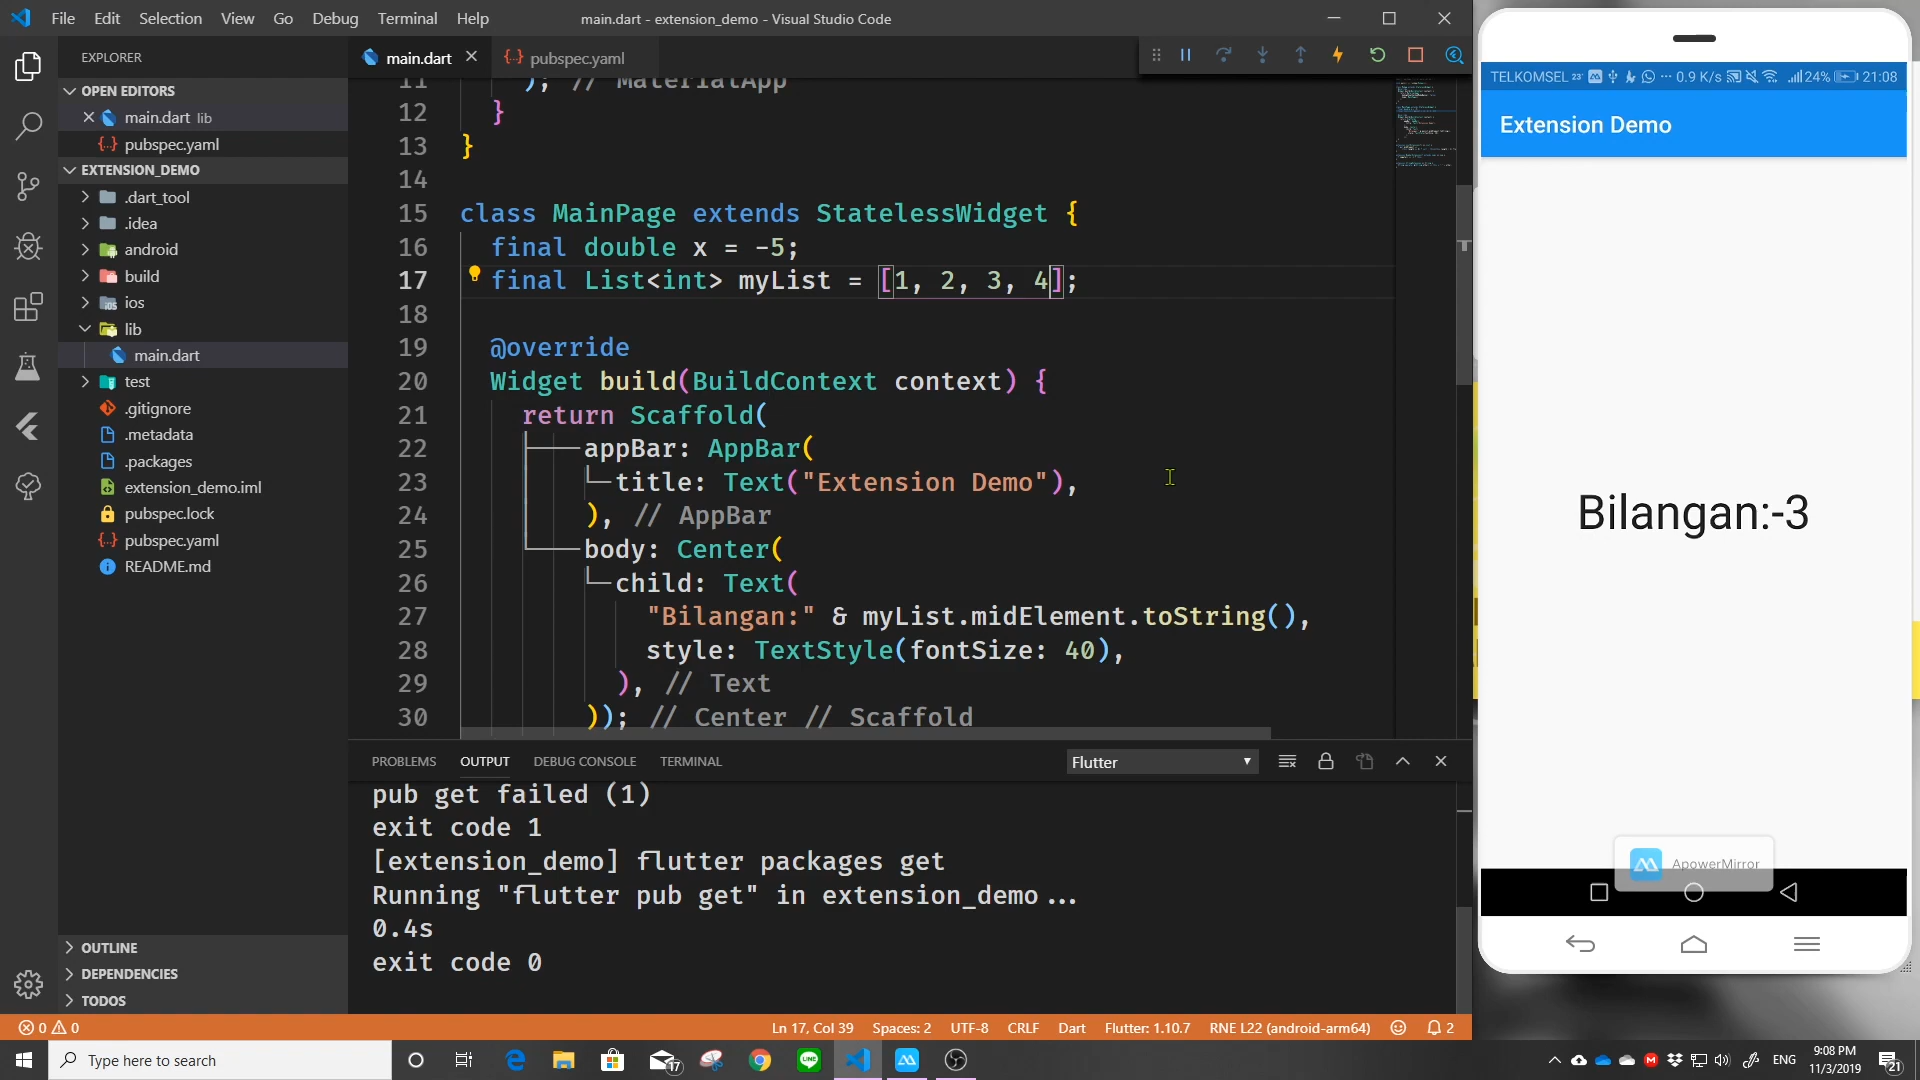 File Edit Selection View Go Debug Terminal Help
main.dart - extension_demo - Visual Studio Code
EXPLORER
OPEN EDITORS
main.dart lib
pubspec.yaml
EXTENSION_DEMO
.dart_tool
.idea
android
build
ios
lib
main.dart
test
.gitignore
.metadata
.packages
extension_demo.iml
pubspec.lock
pubspec.yaml
README.md
OUTLINE
DEPENDENCIES
TODOS
main.dart
pubspec.yaml
11 ); // MaterialApp
12 }
13 }
14
15 class MainPage extends StatelessWidget {
16 final double x = -5;
17 final List<int> myList = [1, 2, 3, 4];
18
19 @override
20 Widget build(BuildContext context) {
21 return Scaffold(
22 appBar: AppBar(
23 title: Text("Extension Demo"),
24 ), // AppBar
25 body: Center(
26 child: Text(
27 "Bilangan:" & myList.midElement.toString(),
28 style: TextStyle(fontSize: 40),
29 ), // Text
30 )); // Center // Scaffold
PROBLEMS OUTPUT DEBUG CONSOLE TERMINAL
Flutter
pub get failed (1)
exit code 1
[extension_demo] flutter packages get
Running "flutter pub get" in extension_demo...
0.4s
exit code 0
0 0
Ln 17, Col 39 Spaces: 2 UTF-8 CRLF Dart Flutter: 1.10.7 RNE L22 (android-arm64) 2
TELKOMSEL 23 ... 0.9 K/s 24% 21:08
Extension Demo
Bilangan:-3
ApowerMirror
Type here to search
17
ENG
9:08 PM
11/3/2019
21